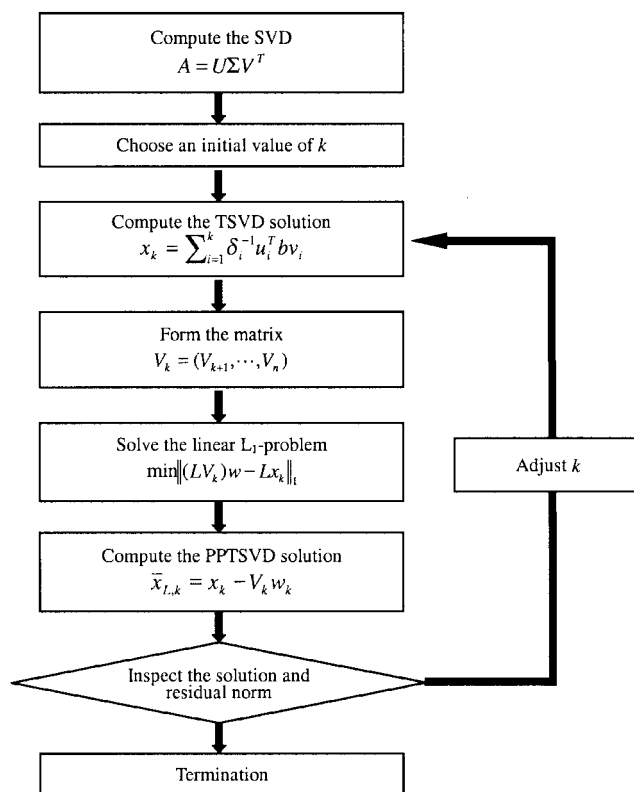 Compute the SVD
A = UΣV^T
Choose an initial value of k
Compute the TSVD solution
x_k = ∑_{i=1}^{k} δ_i^{-1} u_i^T b v_i
Form the matrix
V_k = (V_{k+1}, ⋯, V_n)
Solve the linear L₁-problem
min‖(LV_k)w − Lx_k‖₁
Adjust k
Compute the PPTSVD solution
x̄_{L,k} = x_k − V_k w_k
Inspect the solution and
residual norm
Termination